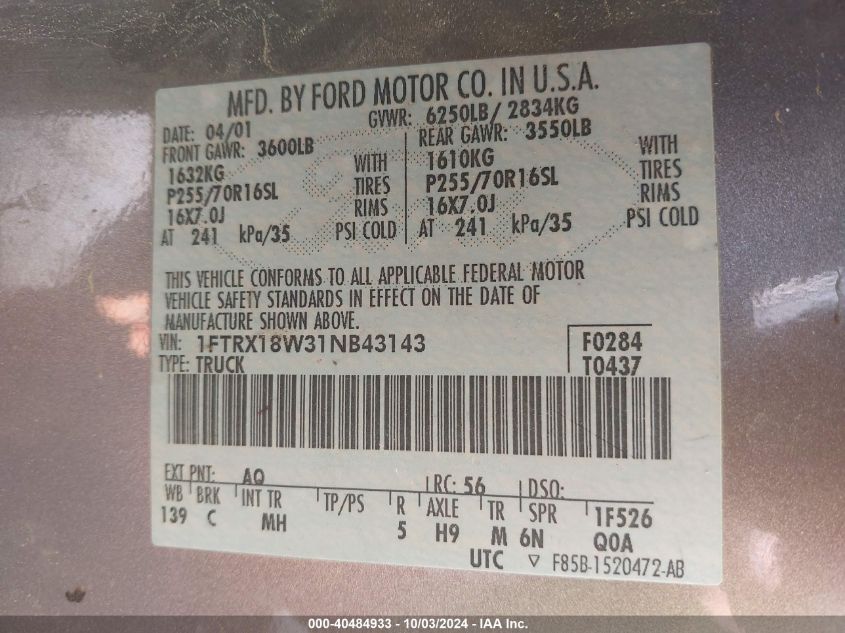 MFD. BY FORD MOTOR CO. IN U.S.A.
DATE: 04/01 GVWR: 6250LB/ 2834KG
FRONT GAWR: 3600LB REAR GAWR: 3550LB
1632KG WITH 1610KG WITH
P255/70R16SL TIRES P255/70R16SL TIRES
16X7.0J RIMS 16X7.0J RIMS
AT 241 kPa/35 PSI COLD AT 241 kPa/35 PSI COLD
THIS VEHICLE CONFORMS TO ALL APPLICABLE FEDERAL MOTOR
VEHICLE SAFETY STANDARDS IN EFFECT ON THE DATE OF
MANUFACTURE SHOWN ABOVE.
VIN: 1FTRX18W31NB43143 F0284
TYPE: TRUCK T0437
EXT PNT: AQ RC: 56 DSO:
WB BRK INT TR TP/PS R AXLE TR SPR 1F526
139 C MH 5 H9 M 6N Q0A
UTC ▽ F85B-1520472-AB
000-40484933 - 10/03/2024 - IAA Inc.